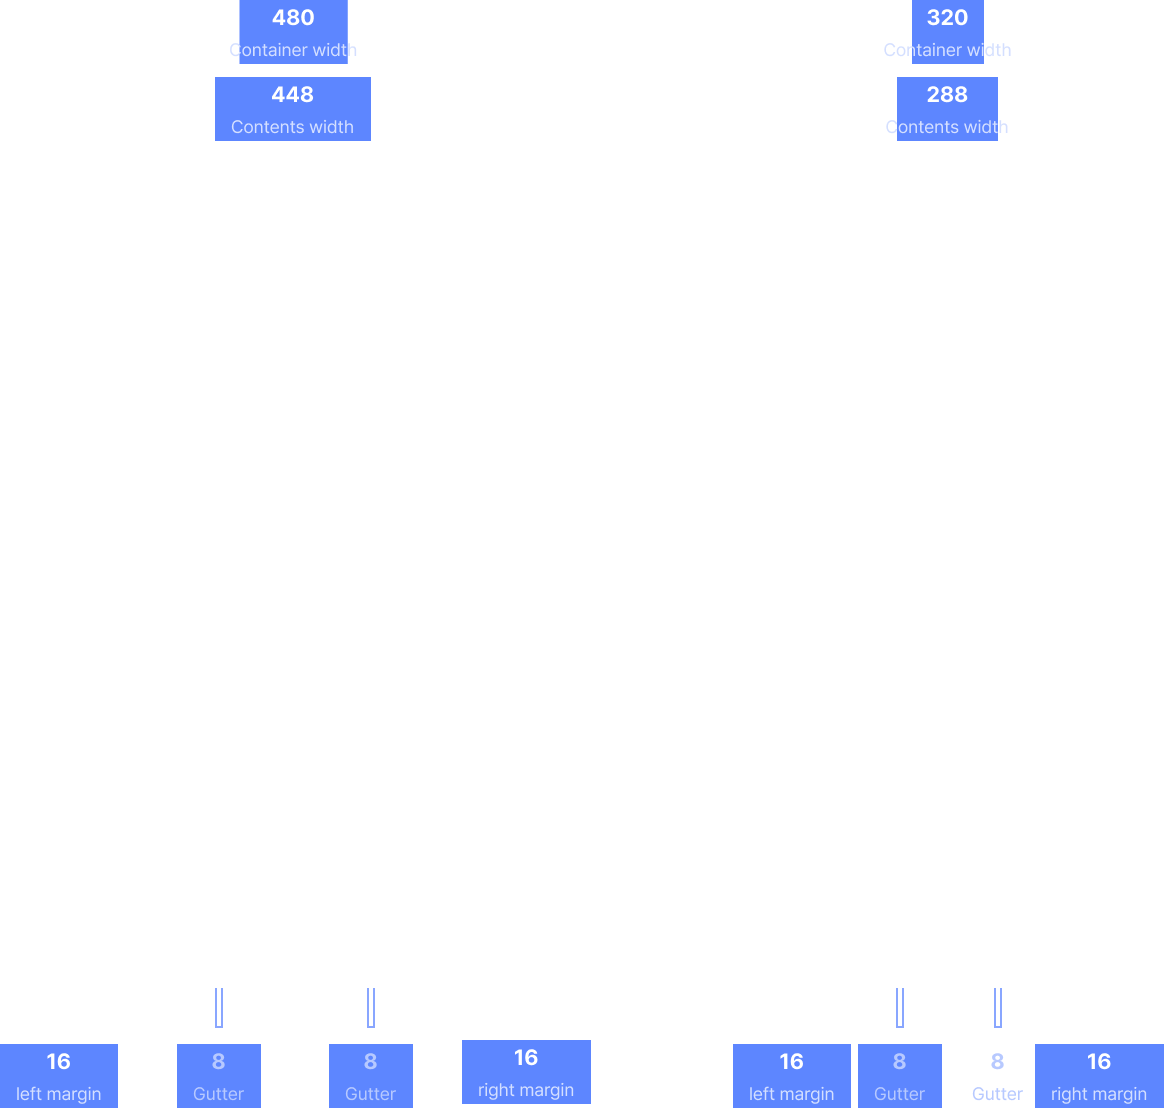 480
Container width
448
Contents width
320
Container width
288
Contents width
16
left margin
8
Gutter
8
Gutter
16
right margin
16
left margin
8
Gutter
8
Gutter
16
right margin